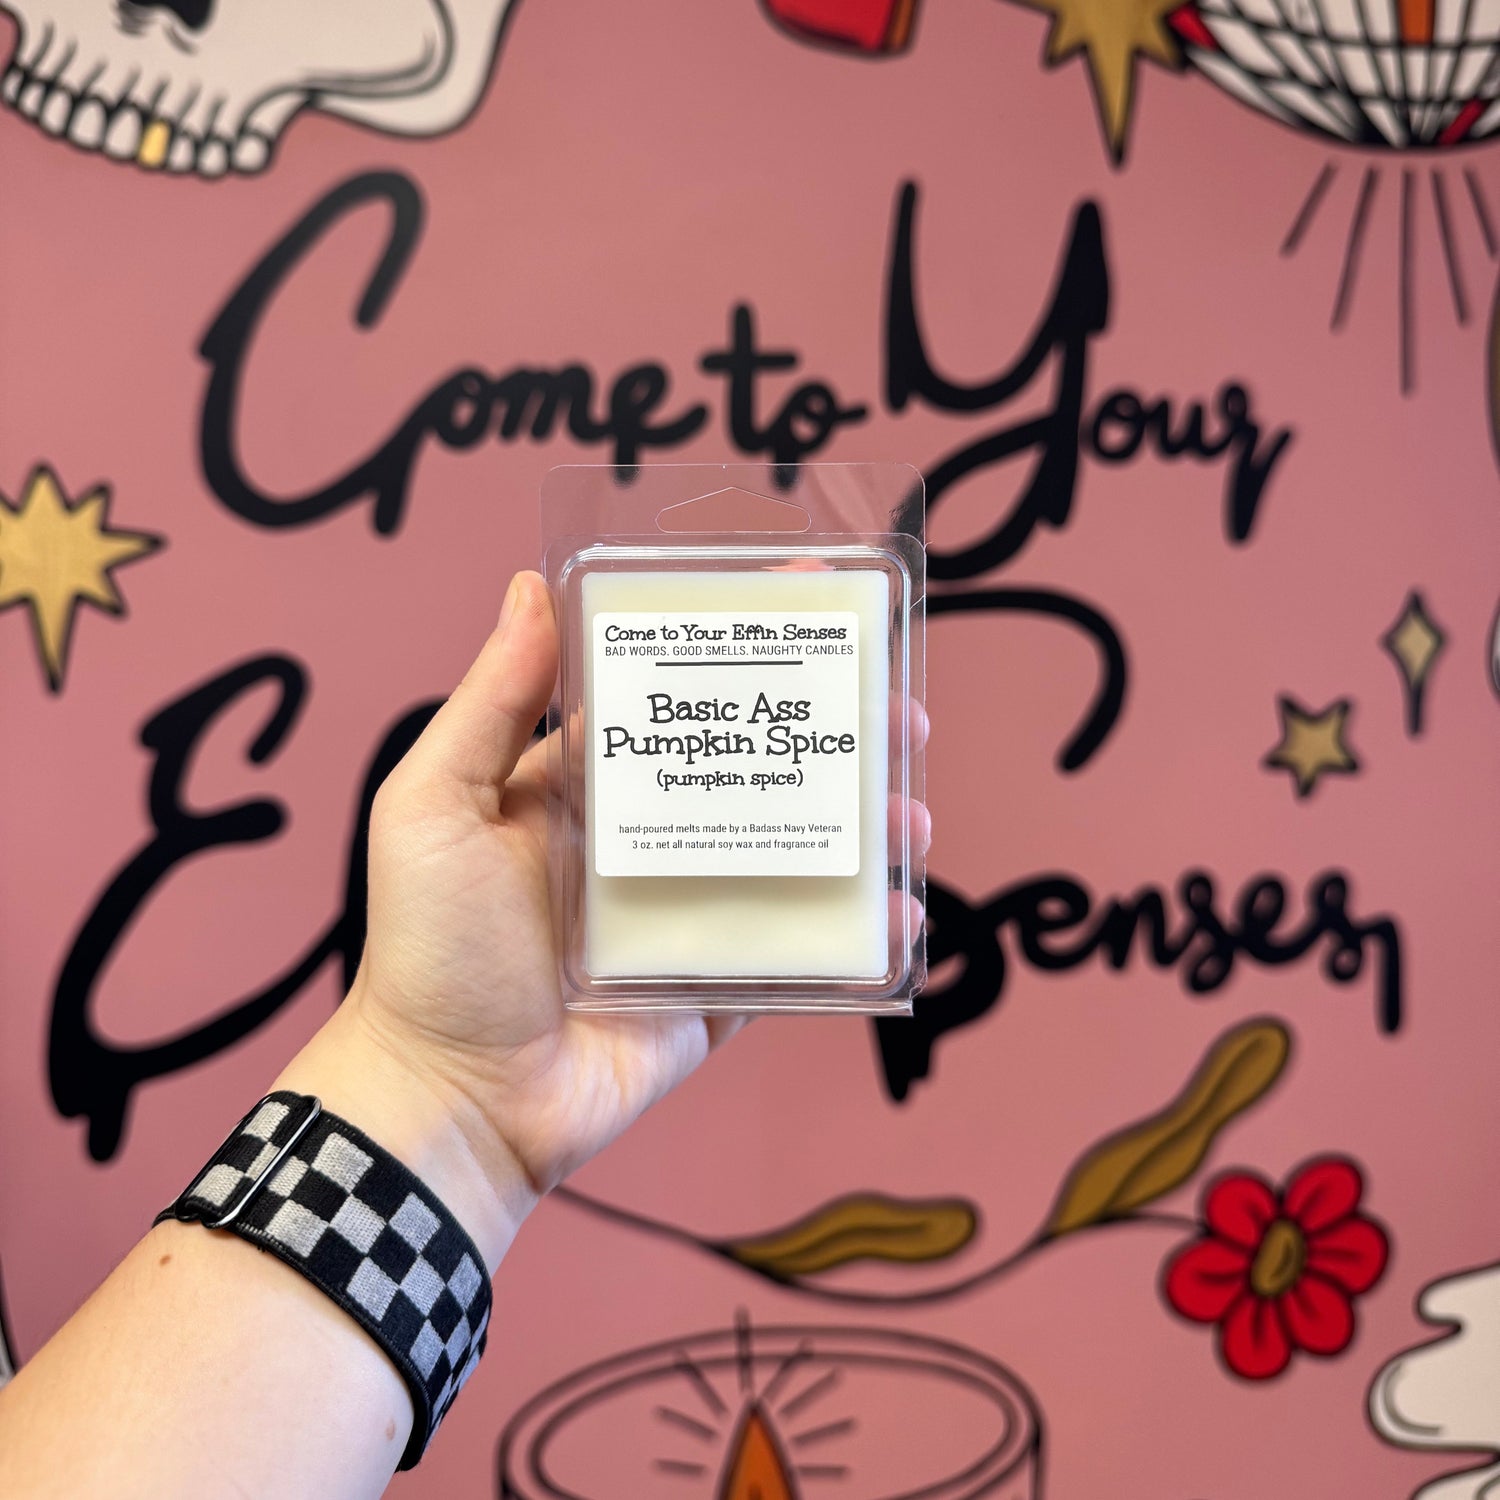 Come to Your
Come to Your Effin Senses
BAD WORDS. GOOD SMELLS. NAUGHTY CANDLES
Basic Ass
Pumpkin Spice
(pumpkin spice)
hand-poured melts made by a Badass Navy Veteran
3 oz. net all natural soy wax and fragrance oil
Senses